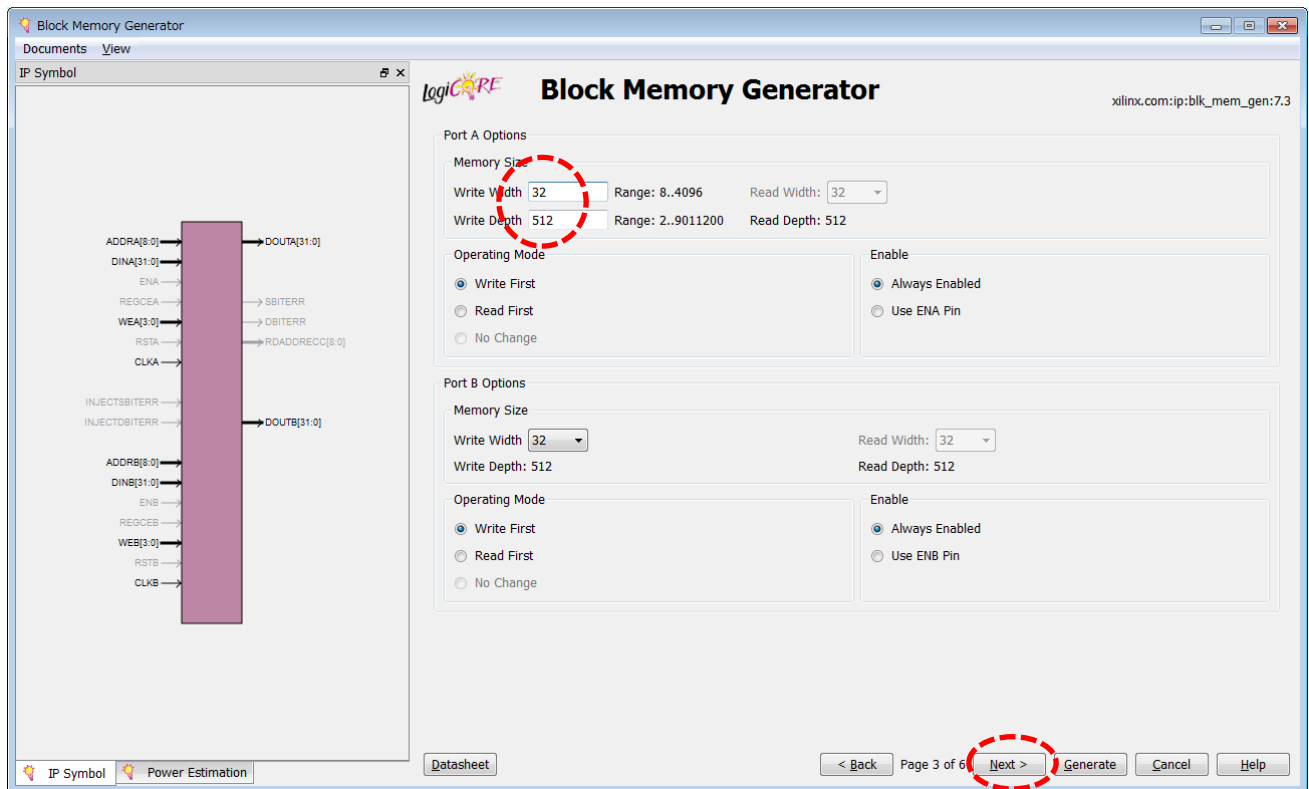 Block Memory Generator
Documents View
IP Symbol
LogiCORE
Block Memory Generator
xilinx.com:ip:blk_mem_gen:7.3
Port A Options
Memory Size
Write Width 32 Range: 8..4096 Read Width: 32
Write Depth 512 Range: 2..9011200 Read Depth: 512
Operating Mode
Write First
Read First
No Change
Enable
Always Enabled
Use ENA Pin
Port B Options
Memory Size
Write Width 32 Read Width: 32
Write Depth: 512 Read Depth: 512
Operating Mode
Write First
Read First
No Change
Enable
Always Enabled
Use ENB Pin
ADDRA[8:0] DOUTA[31:0]
DINA[31:0]
ENA
REGCEA SBITERR
WEA[3:0] DBITERR
RSTA RDADDRECC[8:0]
CLKA
INJECTSBITERR
INJECTDBITERR DOUTB[31:0]
ADDRB[8:0]
DINB[31:0]
ENB
REGCEB
WEB[3:0]
RSTB
CLKB
IP Symbol Power Estimation
Datasheet < Back Page 3 of 6 Next > Generate Cancel Help